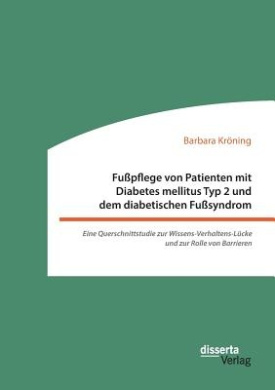 Barbara Kröning
Fußpflege von Patienten mit
Diabetes mellitus Typ 2 und
dem diabetischen Fußsyndrom
Eine Querschnittstudie zur Wissens-Verhaltens-Lücke
und zur Rolle von Barrieren
disserta
Verlag